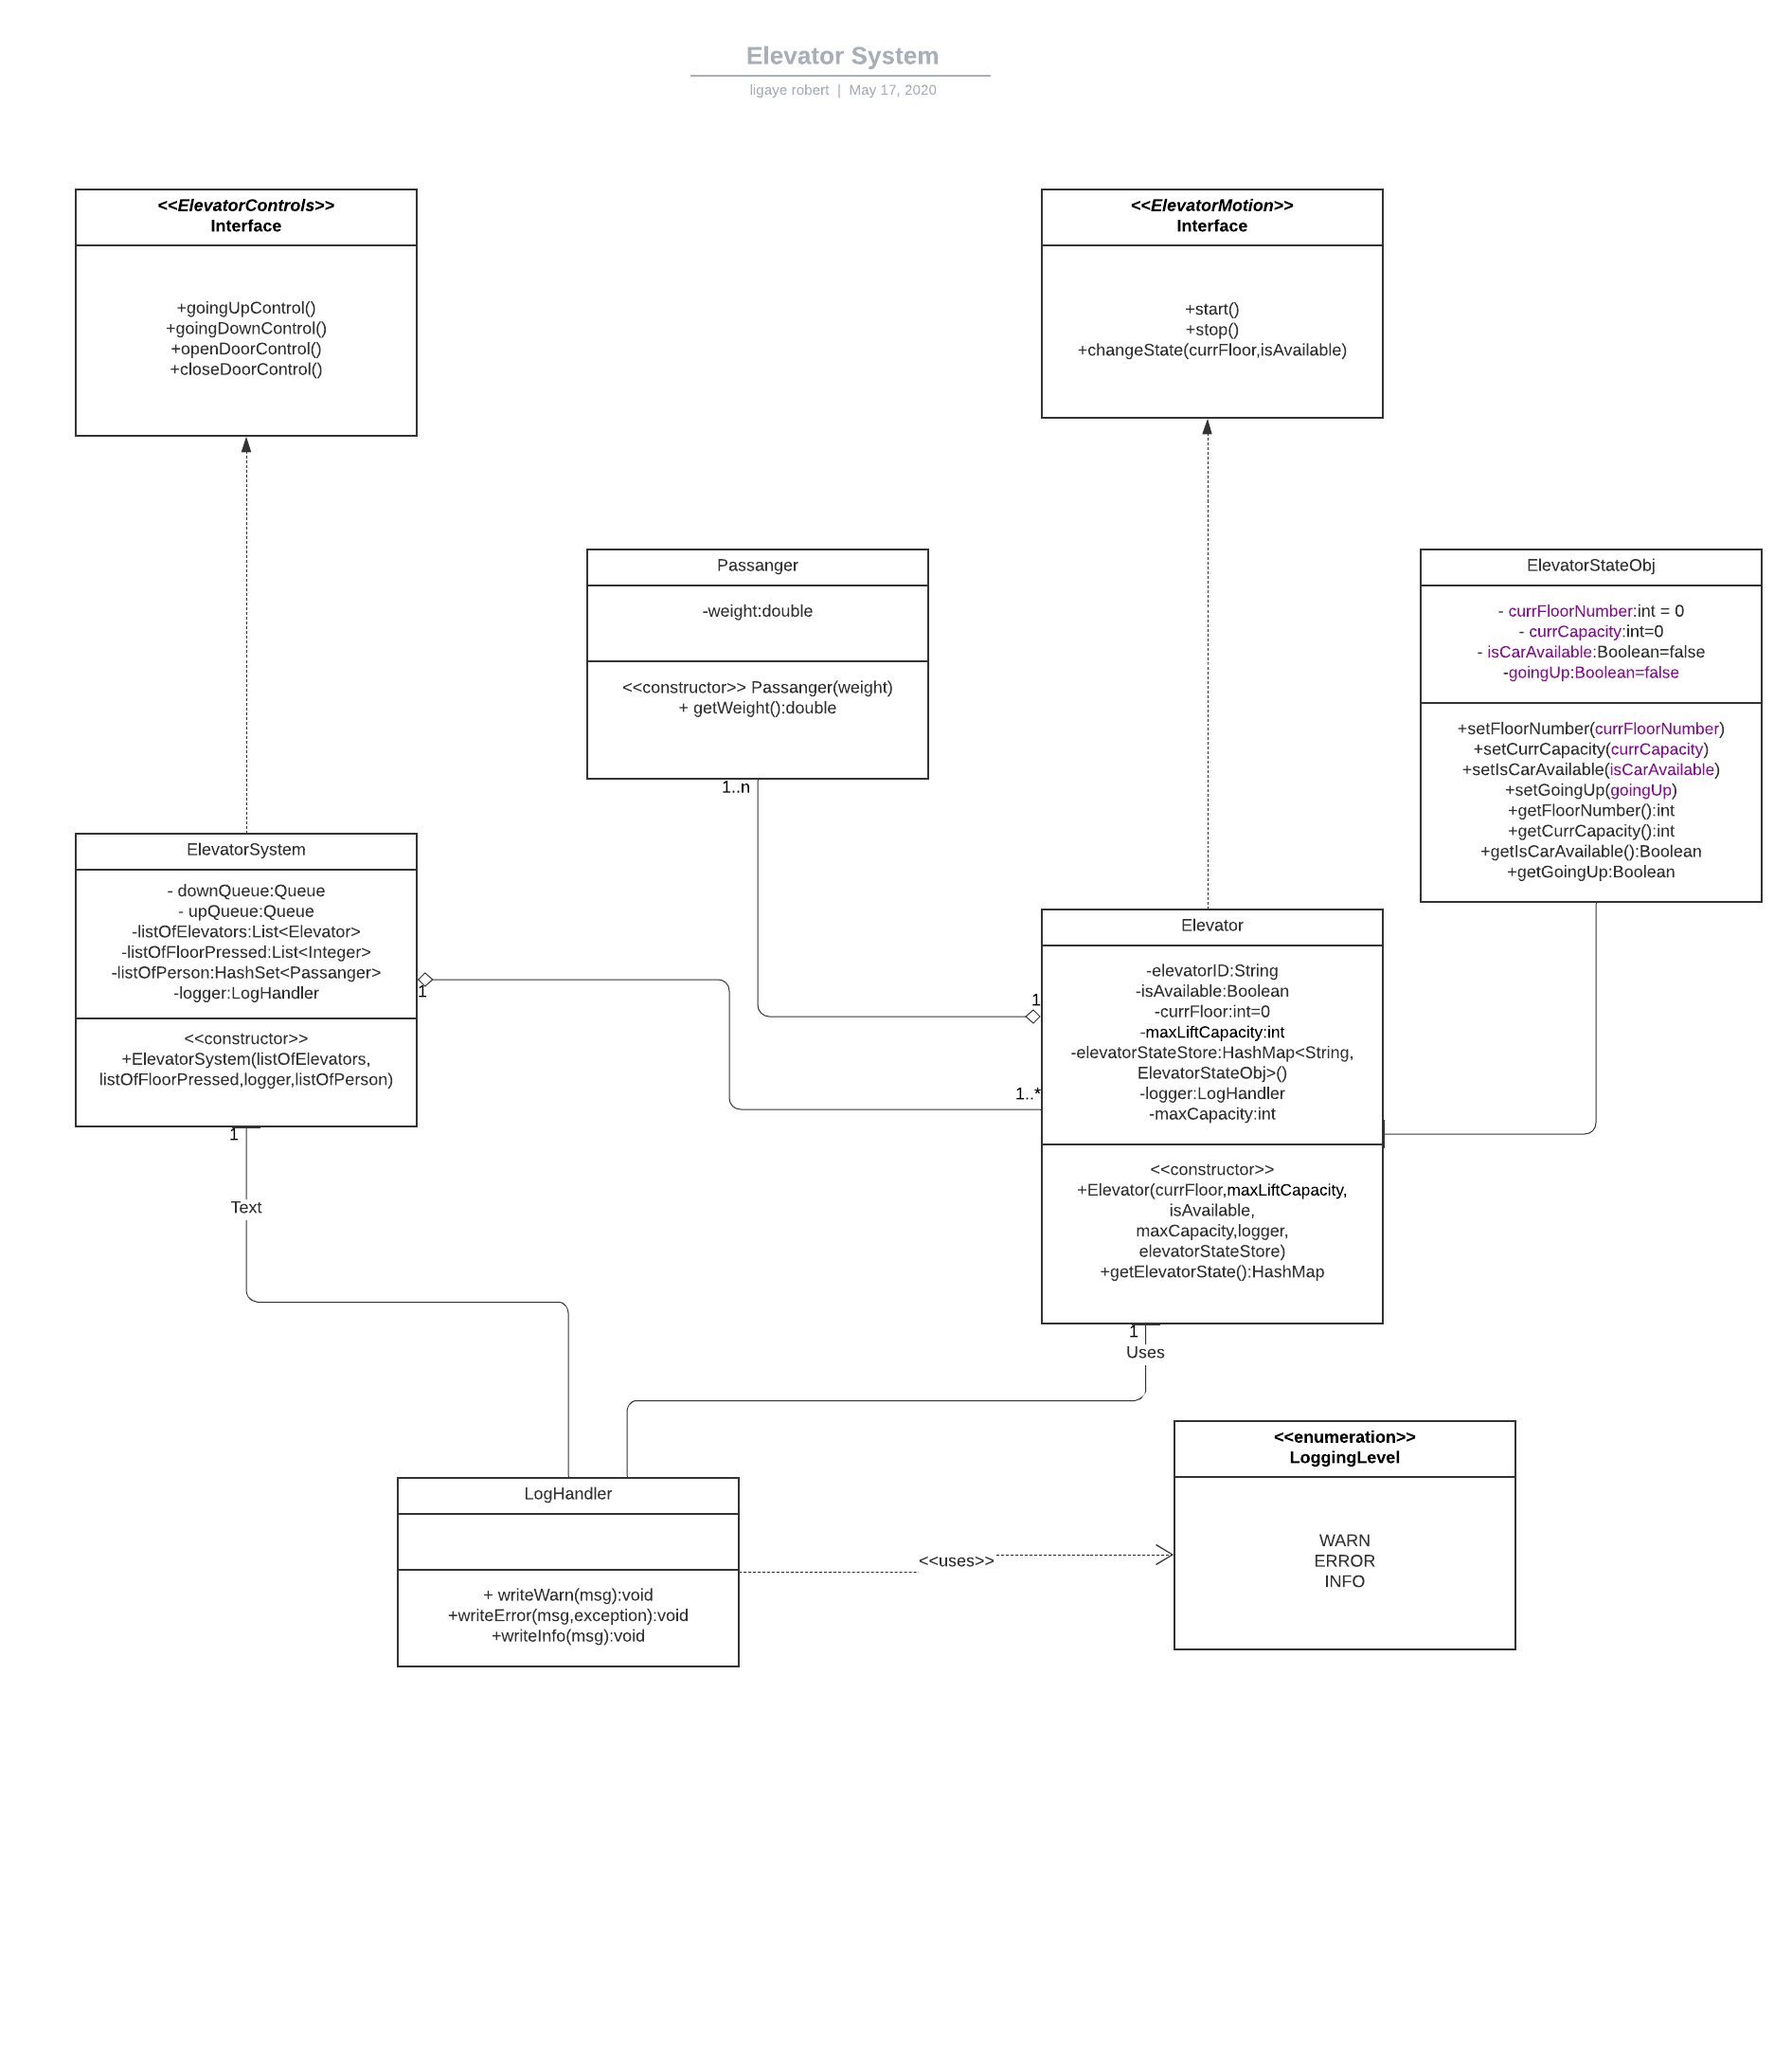 Elevator System
ligaye robert | May 17, 2020
<<ElevatorControls>>
Interface
+goingUpControl()
+goingDownControl()
+openDoorControl()
+closeDoorControl()
<<ElevatorMotion>>
Interface
+start()
+stop()
+changeState(currFloor,isAvailable)
Passanger
-weight:double
<<constructor>> Passanger(weight)
+ getWeight():double
1..n
ElevatorStateObj
- currFloorNumber:int = 0
- currCapacity:int=0
- isCarAvailable:Boolean=false
-goingUp:Boolean=false
+setFloorNumber(currFloorNumber)
+setCurrCapacity(currCapacity)
+setIsCarAvailable(isCarAvailable)
+setGoingUp(goingUp)
+getFloorNumber():int
+getCurrCapacity():int
+getIsCarAvailable():Boolean
+getGoingUp:Boolean
ElevatorSystem
- downQueue:Queue
- upQueue:Queue
-listOfElevators:List<Elevator>
-listOfFloorPressed:List<Integer>
-listOfPerson:HashSet<Passanger>
-logger:LogHandler
<<constructor>>
+ElevatorSystem(listOfElevators,
listOfFloorPressed,logger,listOfPerson)
1
1
1..*
Elevator
-elevatorID:String
-isAvailable:Boolean
-currFloor:int=0
-maxLiftCapacity:int
-elevatorStateStore:HashMap<String,
ElevatorStateObj>()
-logger:LogHandler
-maxCapacity:int
<<constructor>>
+Elevator(currFloor,maxLiftCapacity,
isAvailable,
maxCapacity,logger,
elevatorStateStore)
+getElevatorState():HashMap
1
Text
1
Uses
LogHandler
+ writeWarn(msg):void
+writeError(msg,exception):void
+writeInfo(msg):void
<<uses>>
<<enumeration>>
LoggingLevel
WARN
ERROR
INFO